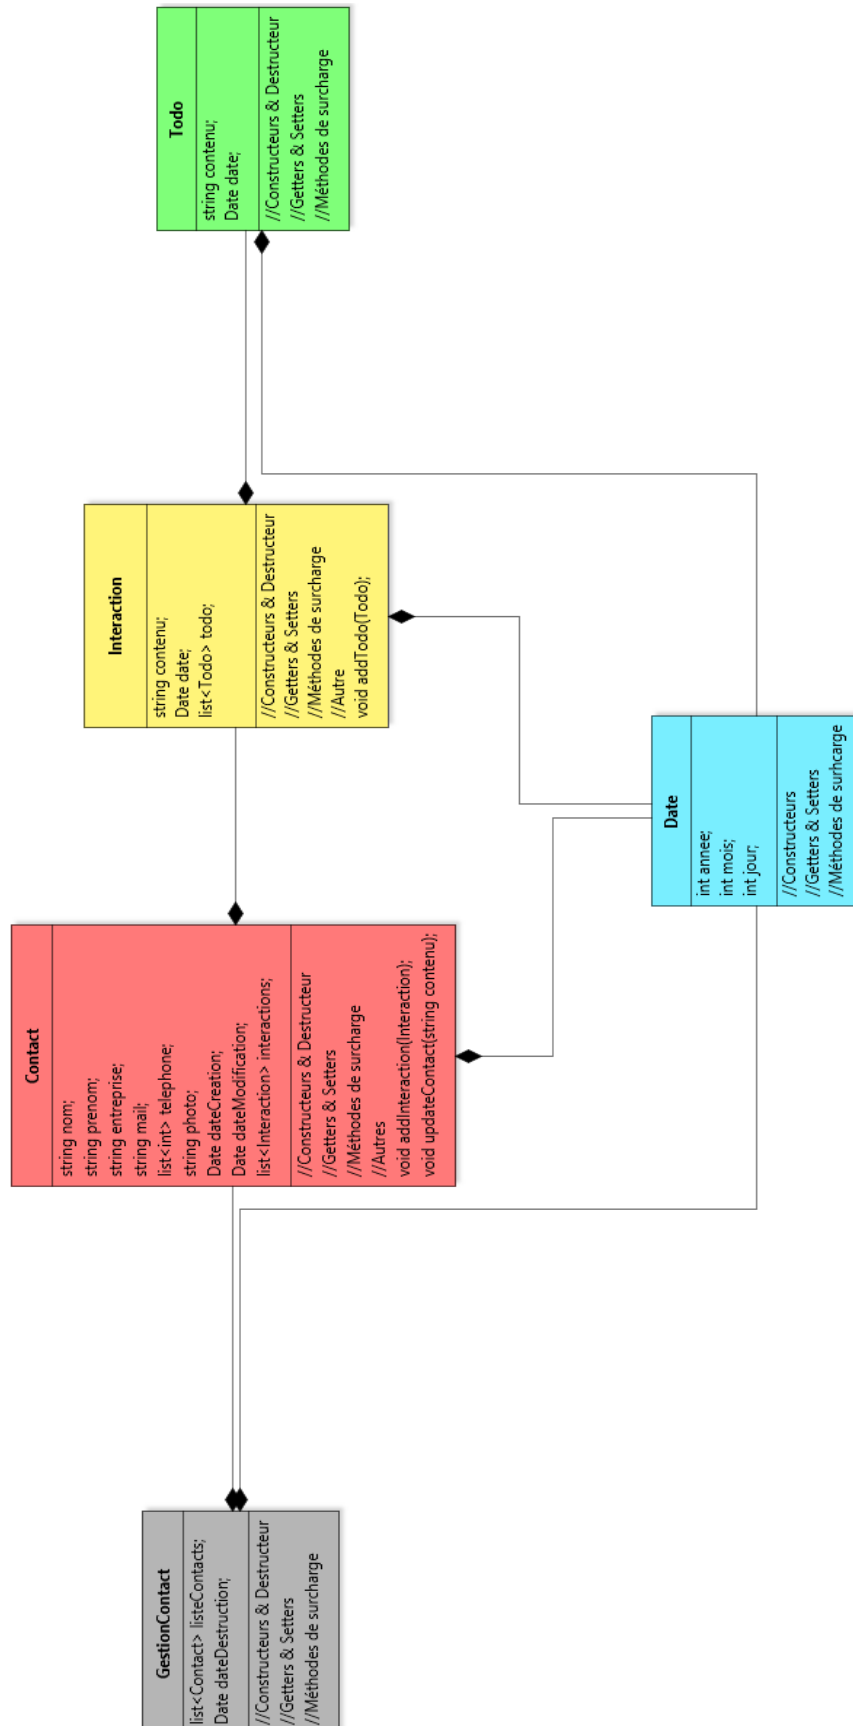 GestionContact
list<Contact> listeContacts;
Date dateDestruction;
//Constructeurs & Destructeur
//Getters & Setters
//Méthodes de surcharge
Contact
string nom;
string prenom;
string entreprise;
string mail;
list<int> telephone;
string photo;
Date dateCreation;
Date dateModification;
list<Interaction> interactions;
//Constructeurs & Destructeur
//Getters & Setters
//Méthodes de surcharge
//Autres
void addInteraction(Interaction);
void updateContact(string contenu);
Interaction
string contenu;
Date date;
list<Todo> todo;
//Constructeurs & Destructeur
//Getters & Setters
//Méthodes de surcharge
//Autre
void addTodo(Todo);
Todo
string contenu;
Date date;
//Constructeurs & Destructeur
//Getters & Setters
//Méthodes de surcharge
Date
int annee;
int mois;
int jour;
//Constructeurs
//Getters & Setters
//Méthodes de surhcarge